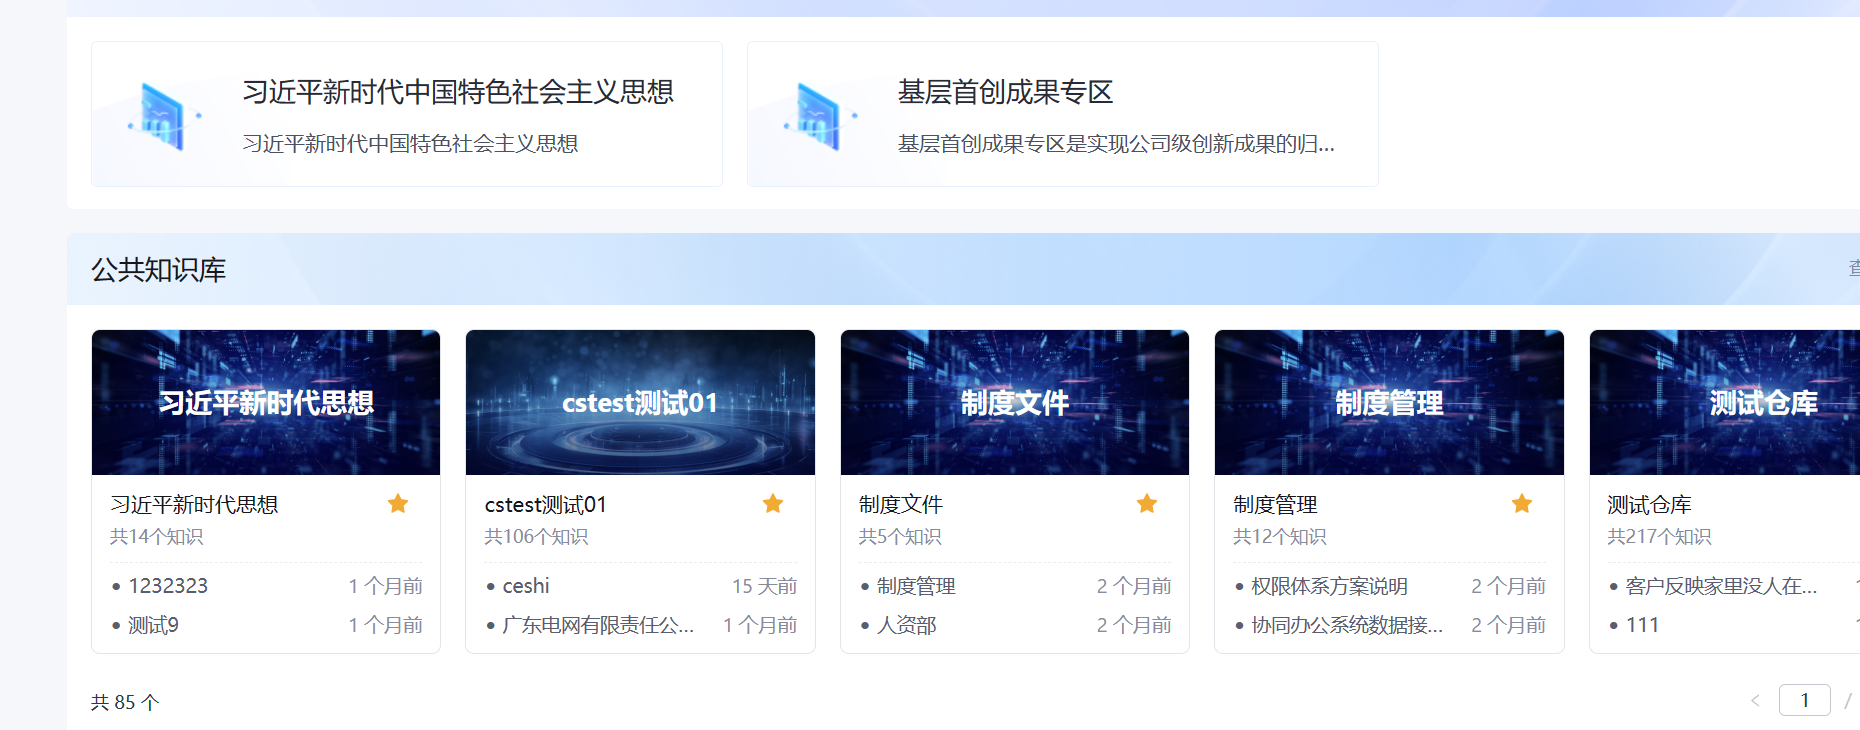 习近平新时代中国特色社会主义思想
习近平新时代中国特色社会主义思想
基层首创成果专区
基层首创成果专区是实现公司级创新成果的归...
公共知识库
习近平新时代思想
cstest测试01
制度文件
制度管理
测试仓库
习近平新时代思想
共14个知识
• 1232323 1 个月前
• 测试9 1 个月前
cstest测试01
共106个知识
• ceshi 15 天前
• 广东电网有限责任公... 1 个月前
制度文件
共5个知识
• 制度管理 2 个月前
• 人资部 2 个月前
制度管理
共12个知识
• 权限体系方案说明 2 个月前
• 协同办公系统数据接... 2 个月前
测试仓库
共217个知识
• 客户反映家里没人在...
• 111
共 85 个
< 1 /